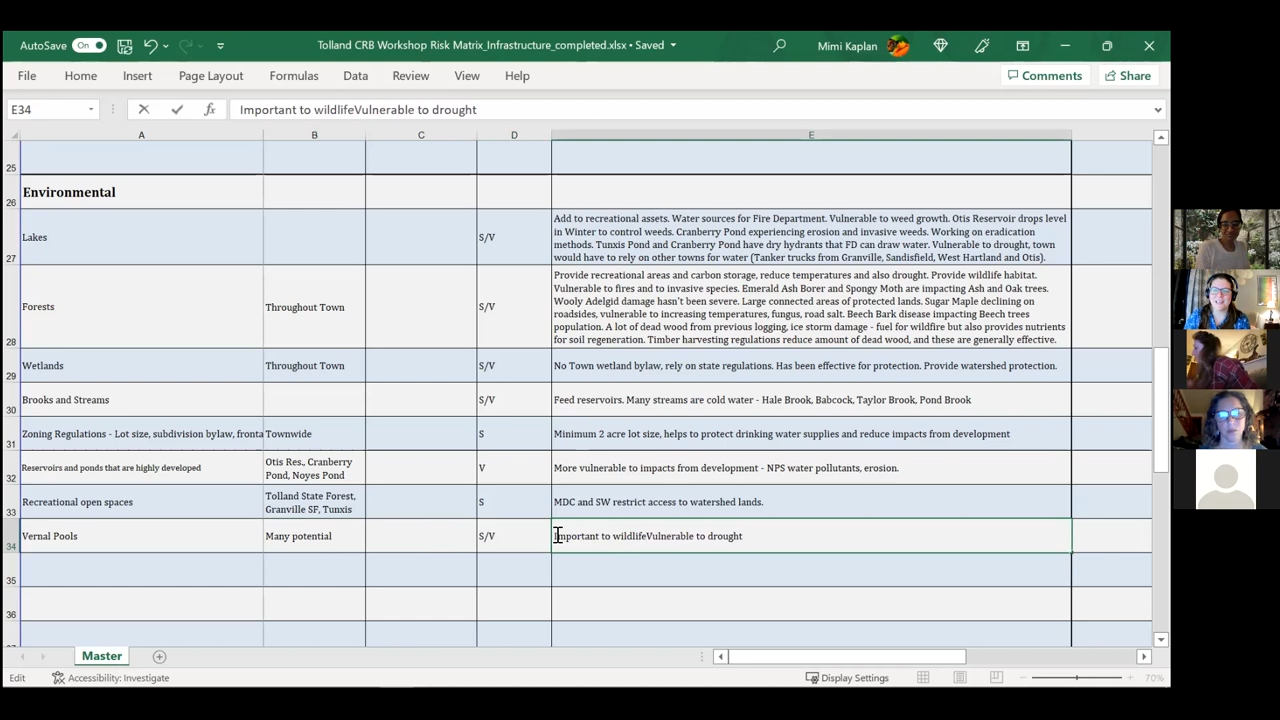 AutoSave On Tolland CRB Workshop Risk Matrix_Infrastructure_completed.xlsx • Saved Mimi Kaplan
File Home Insert Page Layout Formulas Data Review View Help Comments Share
E34 fx Important to wildlifeVulnerable to drought
A B C D E
25
26 Environmental
27 Lakes S/V Add to recreational assets. Water sources for Fire Department. Vulnerable to weed growth. Otis Reservoir drops level
in Winter to control weeds. Cranberry Pond experiencing erosion and invasive weeds. Working on eradication
methods. Tunxis Pond and Cranberry Pond have dry hydrants that FD can draw water. Vulnerable to drought, town
would have to rely on other towns for water (Tanker trucks from Granville, Sandisfield, West Hartland and Otis).
28 Forests Throughout Town S/V Provide recreational areas and carbon storage, reduce temperatures and also drought. Provide wildlife habitat.
Vulnerable to fires and to invasive species. Emerald Ash Borer and Spongy Moth are impacting Ash and Oak trees.
Wooly Adelgid damage hasn't been severe. Large connected areas of protected lands. Sugar Maple declining on
roadsides, vulnerable to increasing temperatures, fungus, road salt. Beech Bark disease impacting Beech trees
population. A lot of dead wood from previous logging, ice storm damage - fuel for wildfire but also provides nutrients
for soil regeneration. Timber harvesting regulations reduce amount of dead wood, and these are generally effective.
29 Wetlands Throughout Town S/V No Town wetland bylaw, rely on state regulations. Has been effective for protection. Provide watershed protection.
30 Brooks and Streams S/V Feed reservoirs. Many streams are cold water - Hale Brook, Babcock, Taylor Brook, Pond Brook
31 Zoning Regulations - Lot size, subdivision bylaw, fronta Townwide S Minimum 2 acre lot size, helps to protect drinking water supplies and reduce impacts from development
32 Reservoirs and ponds that are highly developed Otis Res., Cranberry
Pond, Noyes Pond V More vulnerable to impacts from development - NPS water pollutants, erosion.
33 Recreational open spaces Tolland State Forest,
Granville SF, Tunxis S MDC and SW restrict access to watershed lands.
34 Vernal Pools Many potential S/V Important to wildlifeVulnerable to drought
35
36
Master
Edit Accessibility: Investigate Display Settings 70%